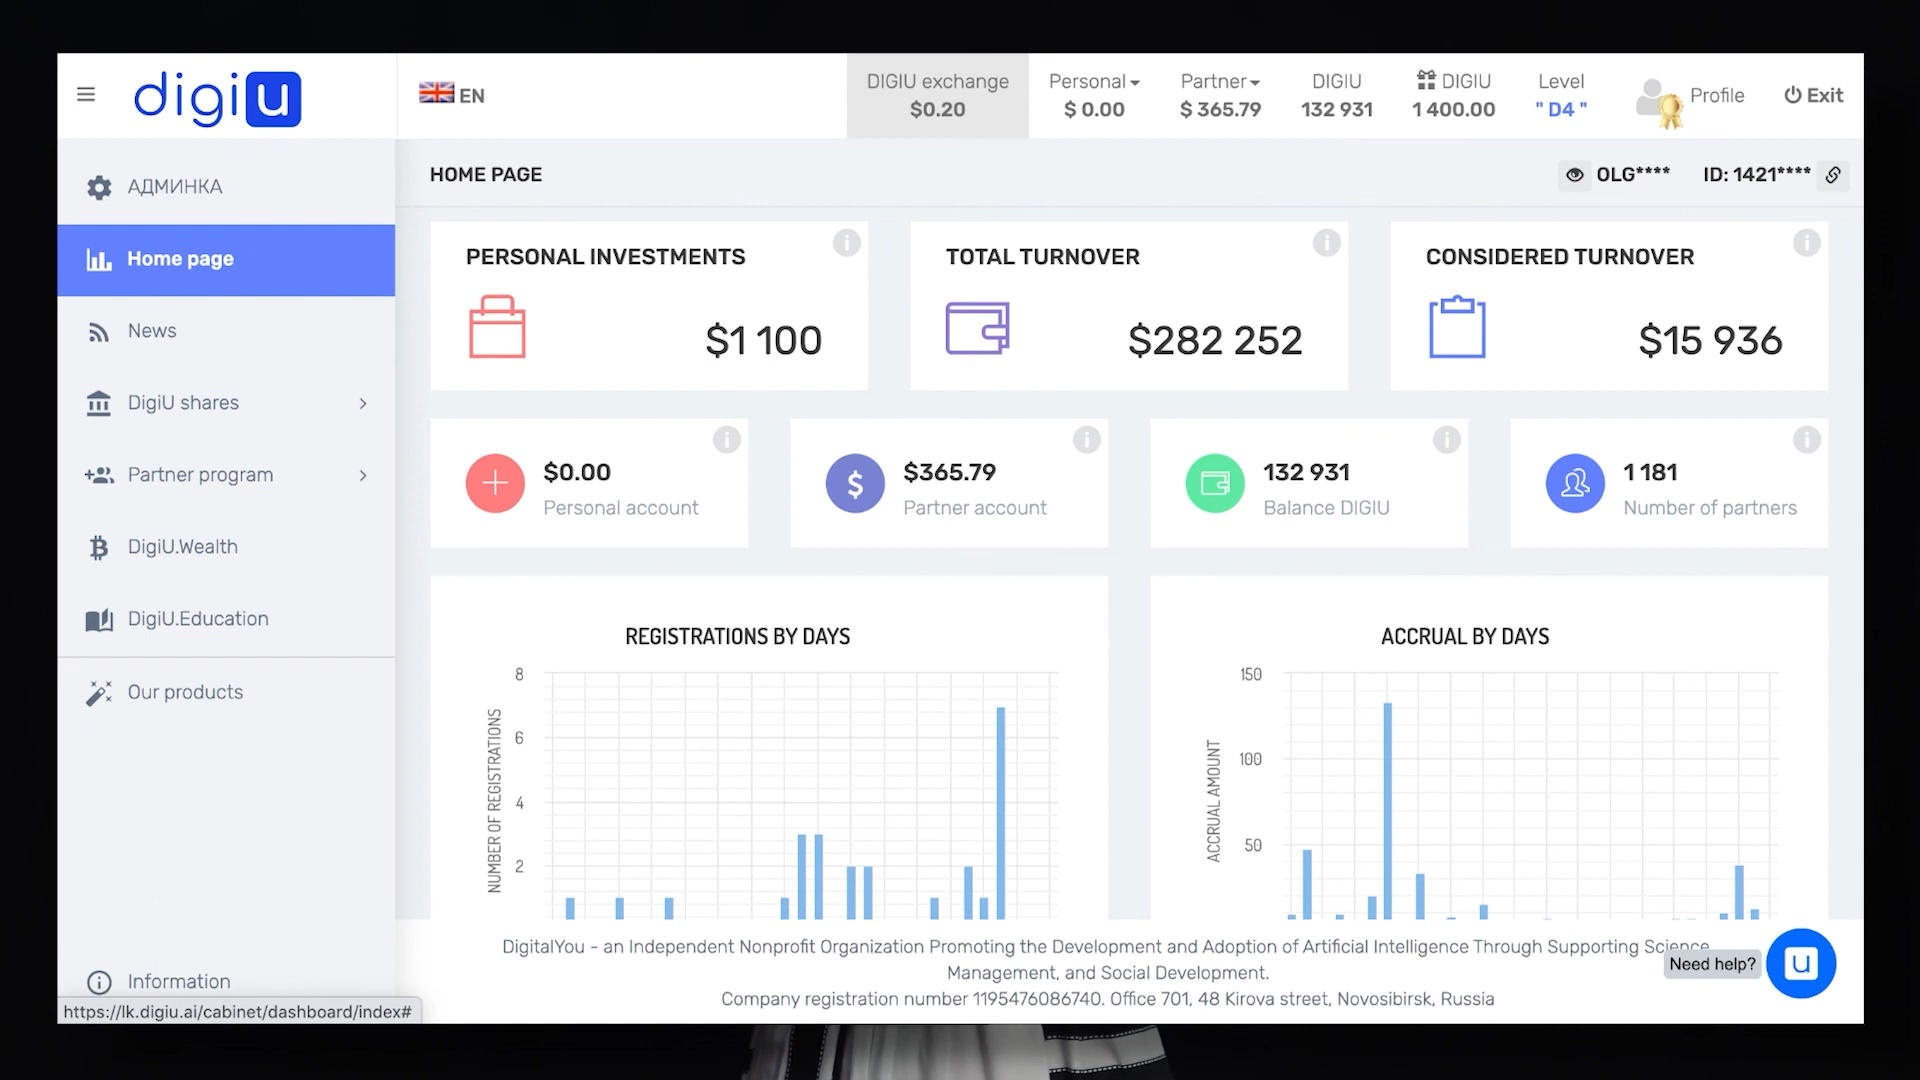 digiU
EN
DIGIU exchange
$0.20
Personal
$ 0.00
Partner
$ 365.79
DIGIU
132 931
DIGIU
1 400.00
Level
" D4 "
Profile
Exit
АДМИНКА
Home page
News
DigiU shares
Partner program
DigiU.Wealth
DigiU.Education
Our products
Information
https://lk.digiu.ai/cabinet/dashboard/index#
HOME PAGE
OLG****
ID: 1421****
PERSONAL INVESTMENTS
$1 100
TOTAL TURNOVER
$282 252
CONSIDERED TURNOVER
$15 936
$0.00
Personal account
$365.79
Partner account
132 931
Balance DIGIU
1 181
Number of partners
REGISTRATIONS BY DAYS
NUMBER OF REGISTRATIONS
8
6
4
2
ACCRUAL BY DAYS
ACCRUAL AMOUNT
150
100
50
DigitalYou - an Independent Nonprofit Organization Promoting the Development and Adoption of Artificial Intelligence Through Supporting Science,
Management, and Social Development.
Company registration number 1195476086740. Office 701, 48 Kirova street, Novosibirsk, Russia
Need help?
U